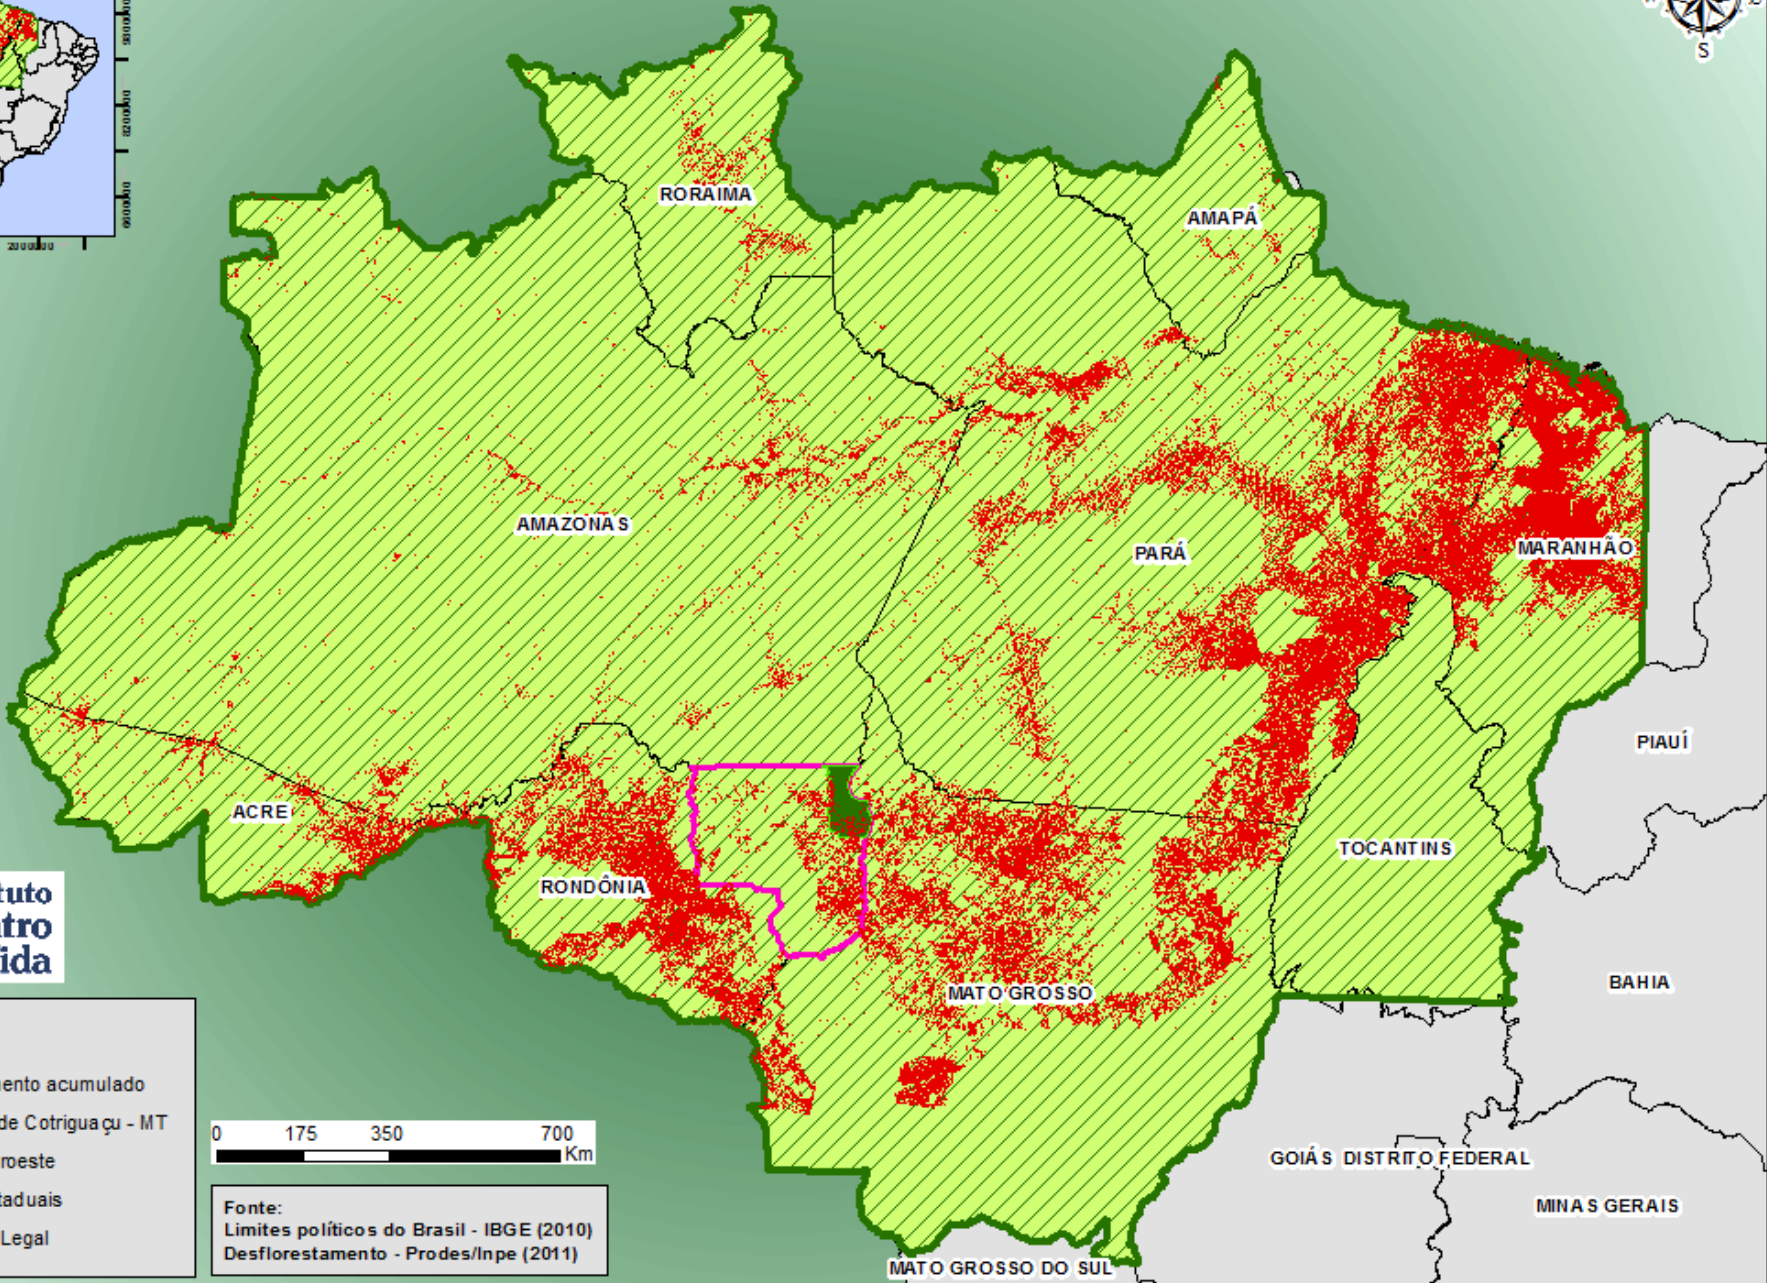 S
2000000
RORAIMA
AMAPÁ
AMAZONAS
PARÁ
MARANHÃO
PIAUÍ
ACRE
RONDÔNIA
TOCANTINS
MATO GROSSO
BAHIA
GOIÁS DISTRITO FEDERAL
MINAS GERAIS
MATO GROSSO DO SUL
tuto
tro
ida
ento acumulado
de Cotriguaçu - MT
roeste
taduais
Legal
0 175 350 700
Km
Fonte:
Limites políticos do Brasil - IBGE (2010)
Desflorestamento - Prodes/Inpe (2011)